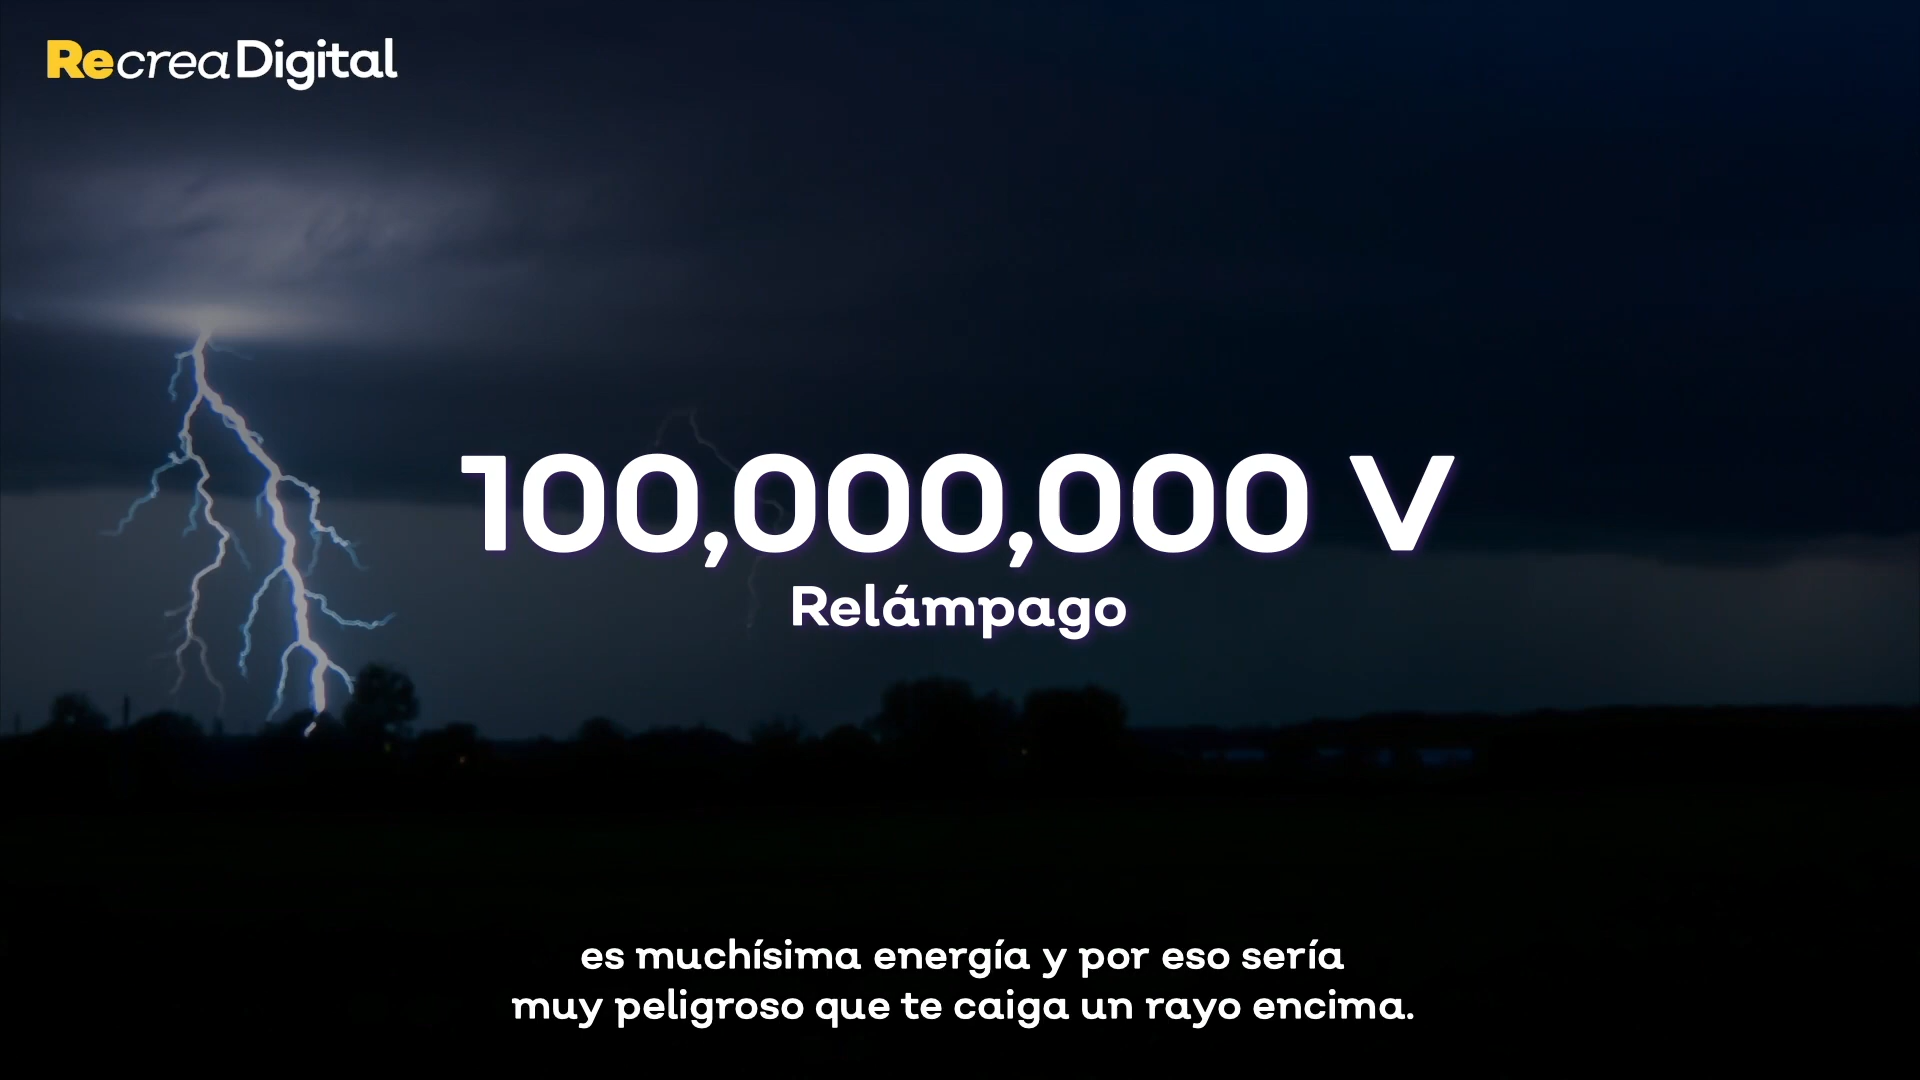 RecreaDigital
100,000,000 V
Relámpago
es muchísima energía y por eso sería
muy peligroso que te caiga un rayo encima.